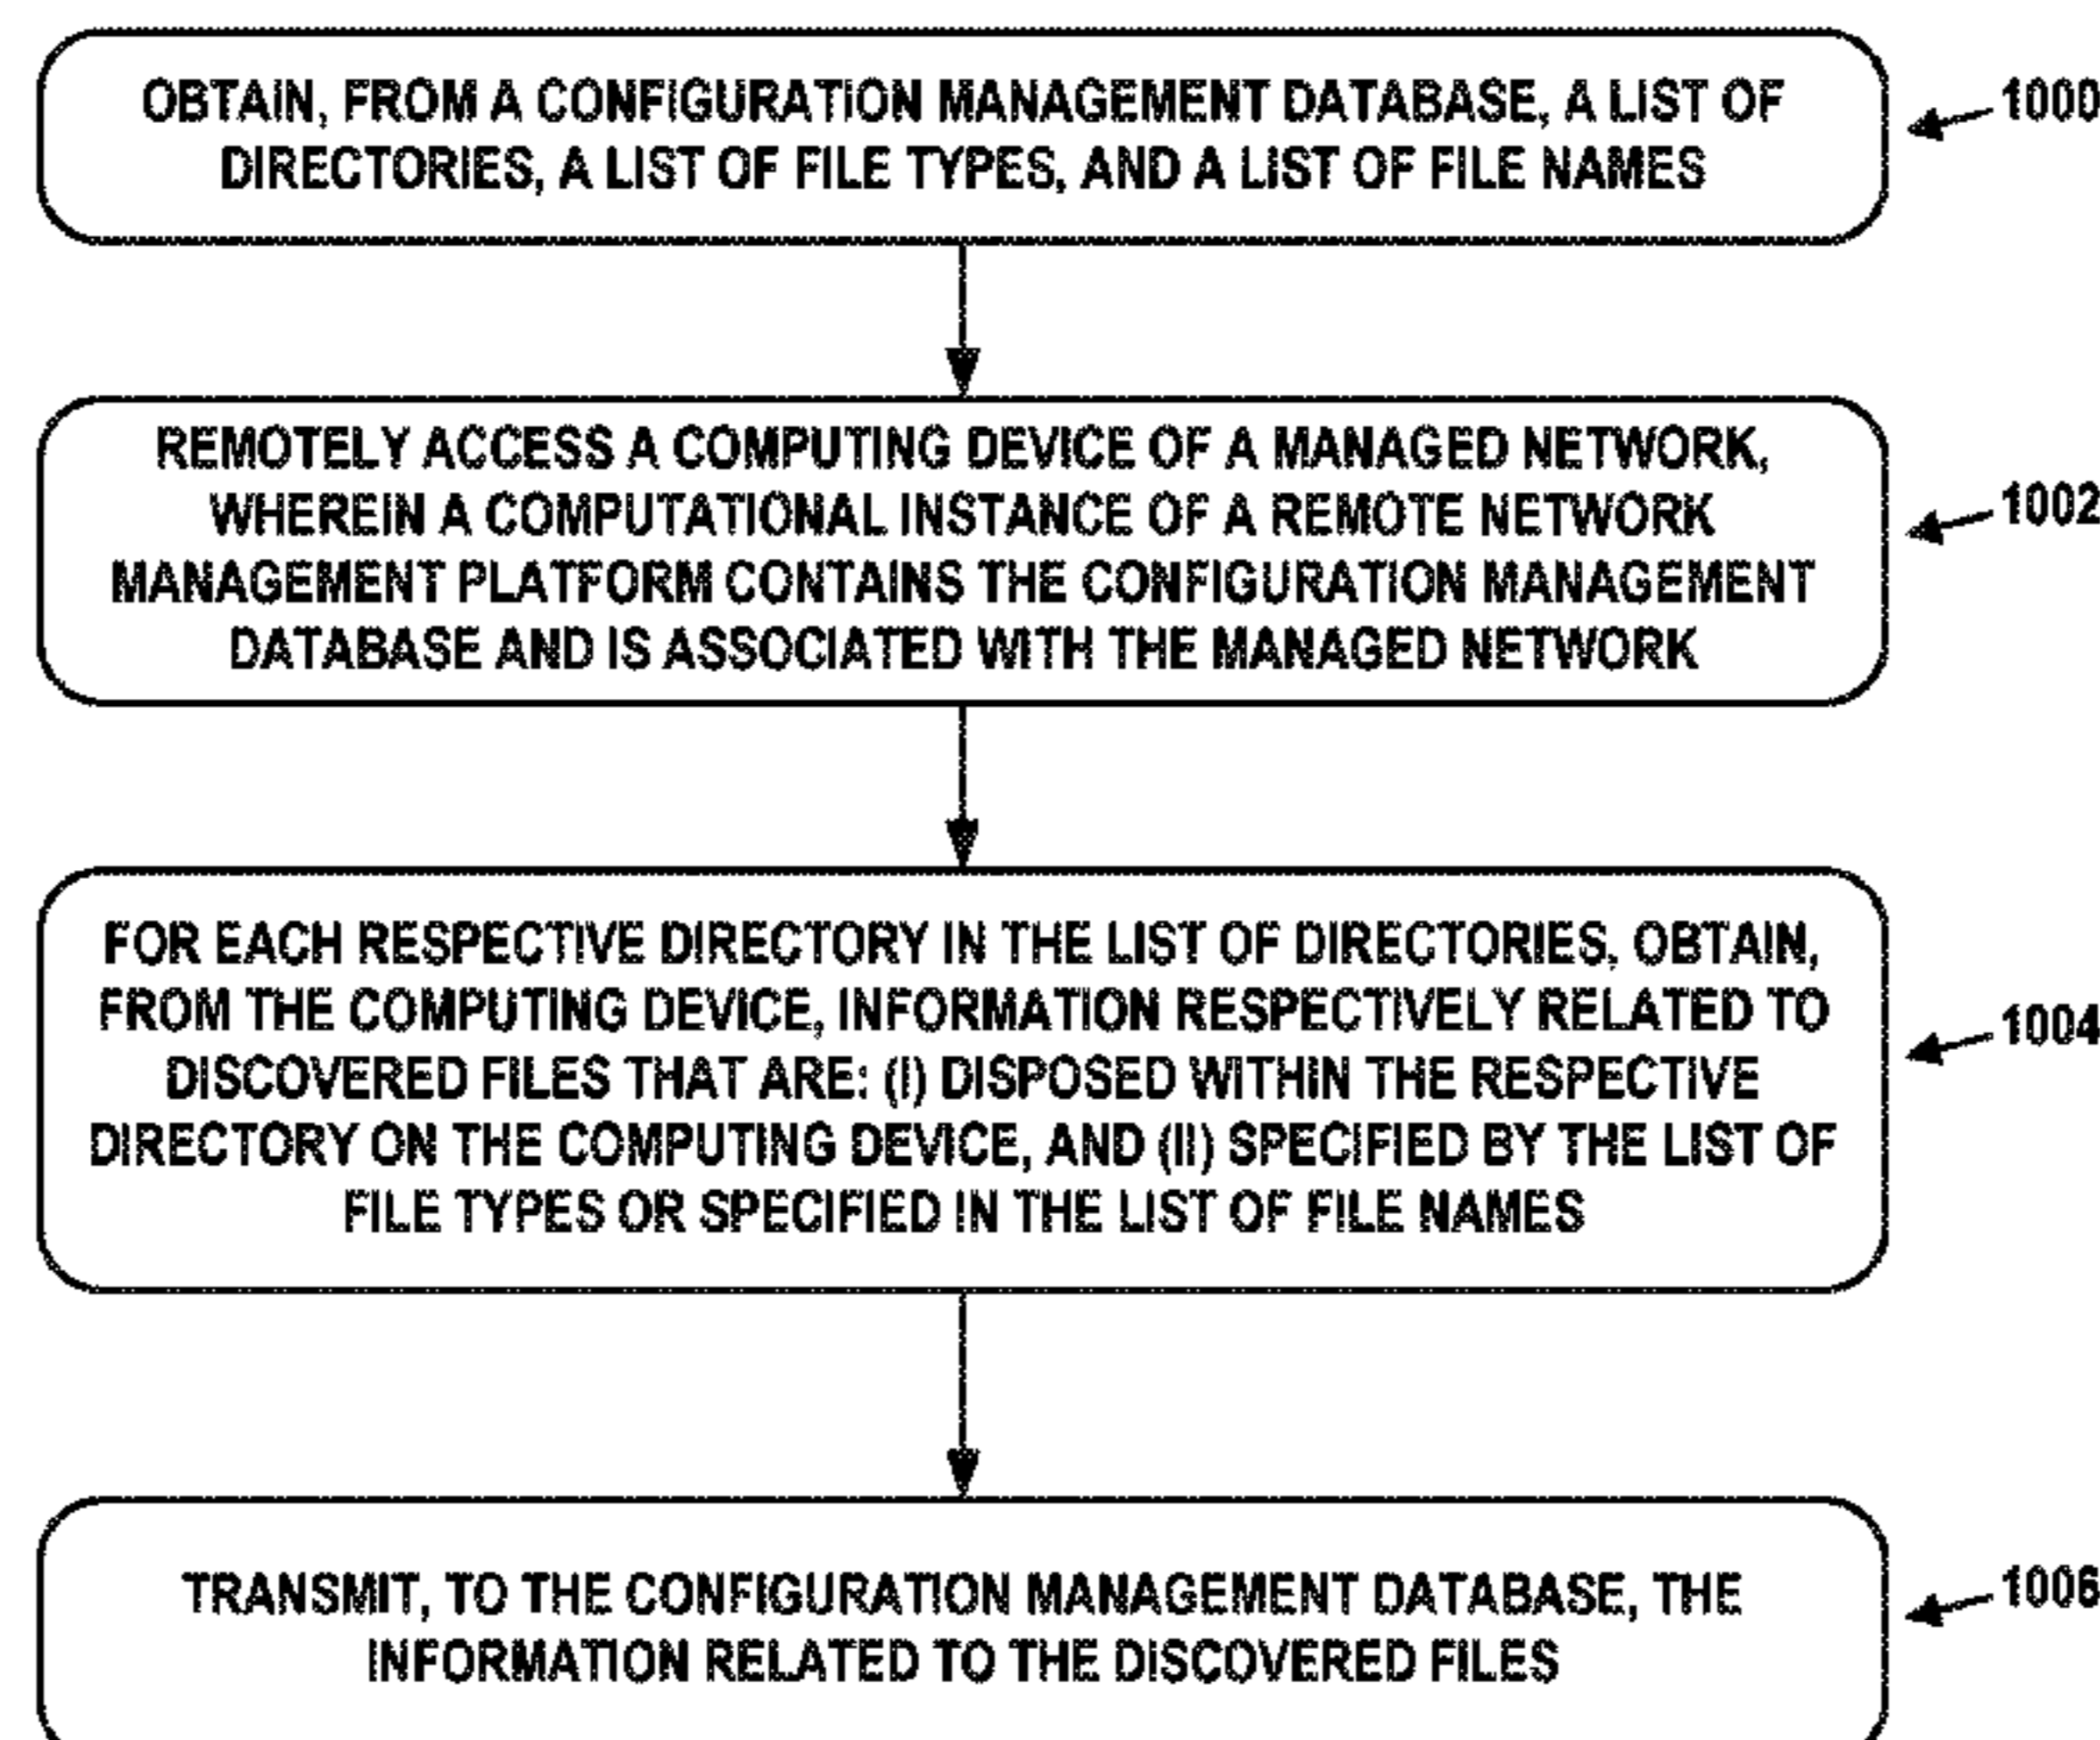 OBTAIN, FROM A CONFIGURATION MANAGEMENT DATABASE, A LIST OF
DIRECTORIES, A LIST OF FILE TYPES, AND A LIST OF FILE NAMES
1000
REMOTELY ACCESS A COMPUTING DEVICE OF A MANAGED NETWORK,
WHEREIN A COMPUTATIONAL INSTANCE OF A REMOTE NETWORK
MANAGEMENT PLATFORM CONTAINS THE CONFIGURATION MANAGEMENT
DATABASE AND IS ASSOCIATED WITH THE MANAGED NETWORK
1002
FOR EACH RESPECTIVE DIRECTORY IN THE LIST OF DIRECTORIES, OBTAIN,
FROM THE COMPUTING DEVICE, INFORMATION RESPECTIVELY RELATED TO
DISCOVERED FILES THAT ARE: (I) DISPOSED WITHIN THE RESPECTIVE
DIRECTORY ON THE COMPUTING DEVICE, AND (II) SPECIFIED BY THE LIST OF
FILE TYPES OR SPECIFIED IN THE LIST OF FILE NAMES
1004
TRANSMIT, TO THE CONFIGURATION MANAGEMENT DATABASE, THE
INFORMATION RELATED TO THE DISCOVERED FILES
1006